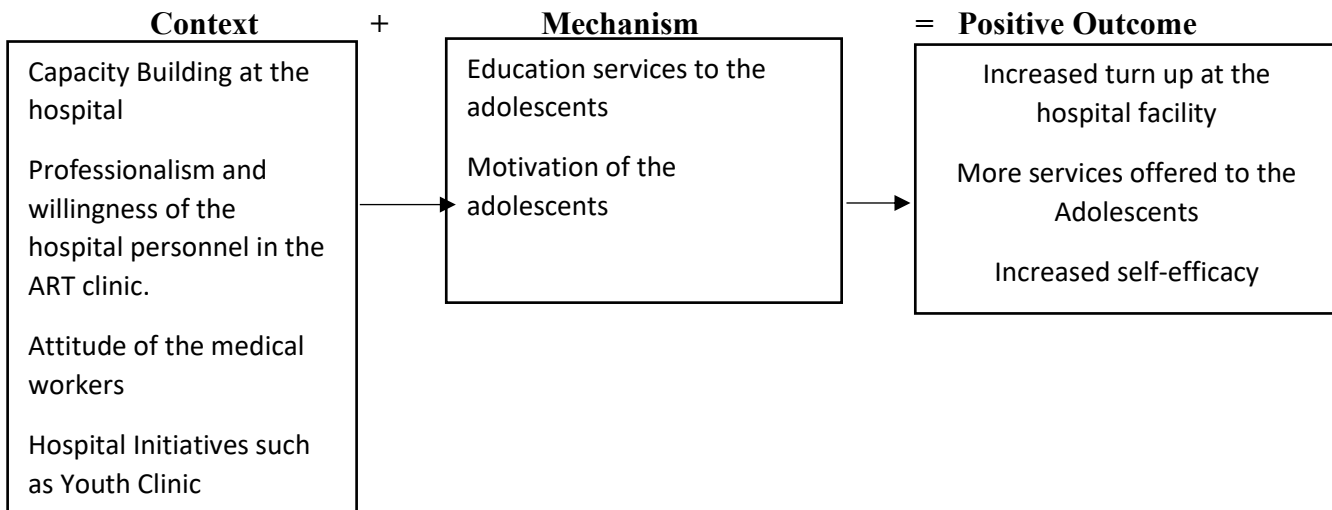 Context + Mechanism = Positive Outcome
Capacity Building at the
hospital
Professionalism and
willingness of the
hospital personnel in the
ART clinic.
Attitude of the medical
workers
Hospital Initiatives such
as Youth Clinic
Education services to the
adolescents
Motivation of the
adolescents
Increased turn up at the
hospital facility
More services offered to the
Adolescents
Increased self-efficacy